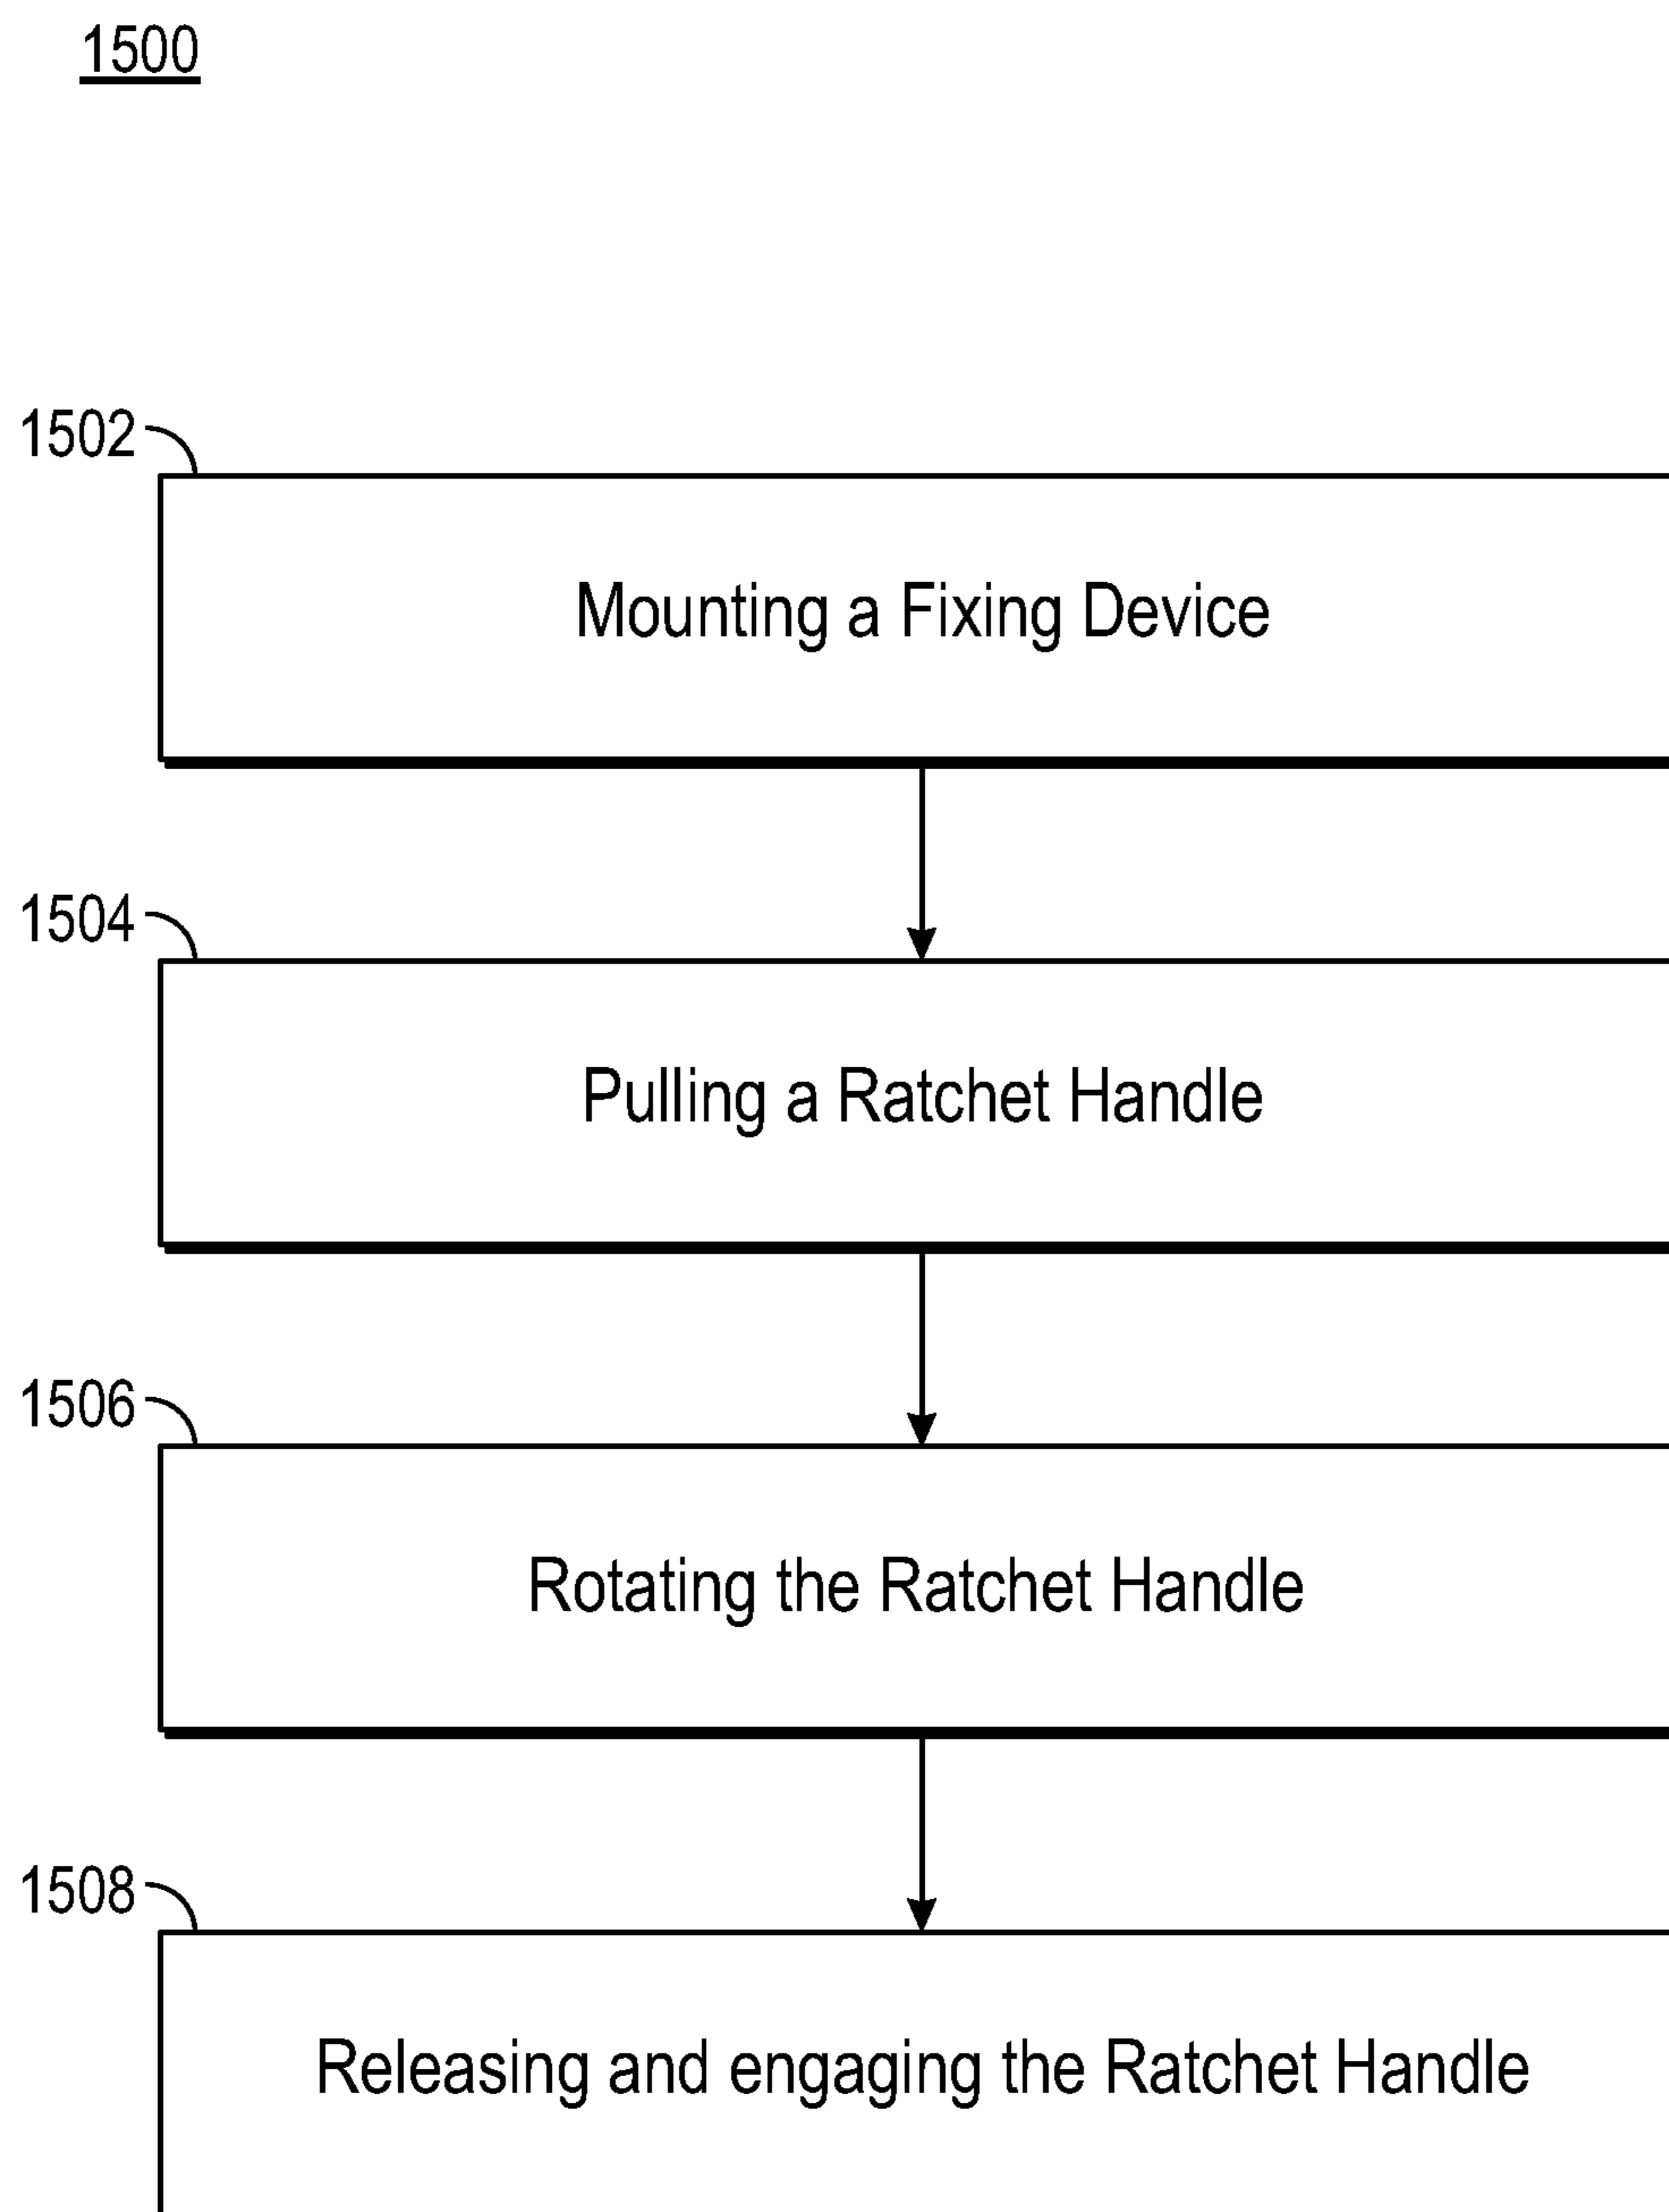 1500
1502
Mounting a Fixing Device
1504
Pulling a Ratchet Handle
1506
Rotating the Ratchet Handle
1508
Releasing and engaging the Ratchet Handle